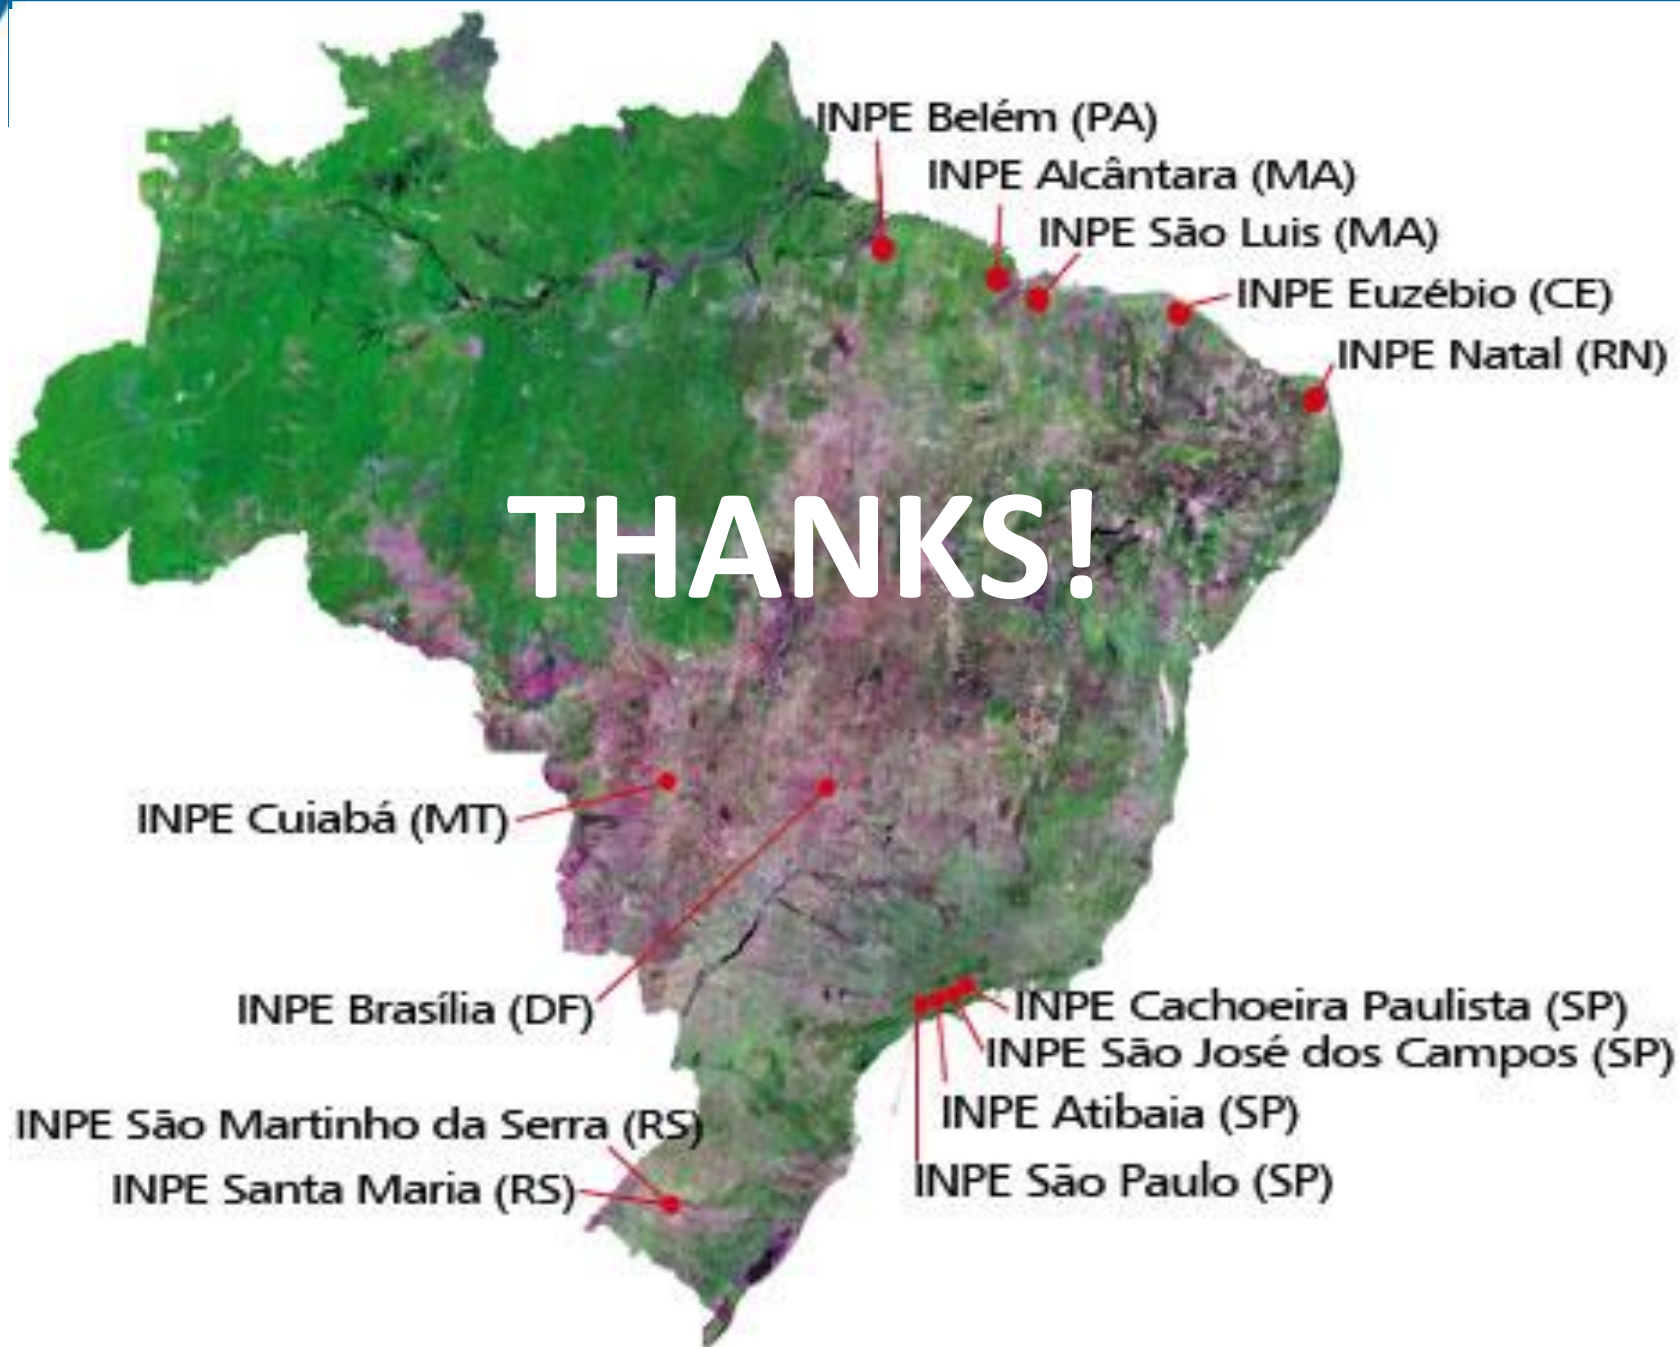 INPE Belém (PA)
INPE Alcântara (MA)
INPE São Luis (MA)
INPE Euzébio (CE)
INPE Natal (RN)
THANKS!
INPE Cuiabá (MT)
INPE Brasília (DF)
INPE Cachoeira Paulista (SP)
INPE São José dos Campos (SP)
INPE Atibaia (SP)
INPE São Martinho da Serra (RS)
INPE São Paulo (SP)
INPE Santa Maria (RS)